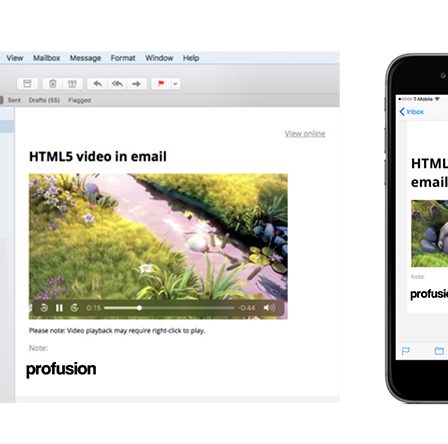 View Mailbox Message Format Window Help
Sent Drafts (55) Flagged
View online
HTML5 video in email
0:15 -0:44
Please note: Video playback may require right-click to play.
Note:
profusion
T-Mobile
Inbox
HTML
email
Note:
profusi